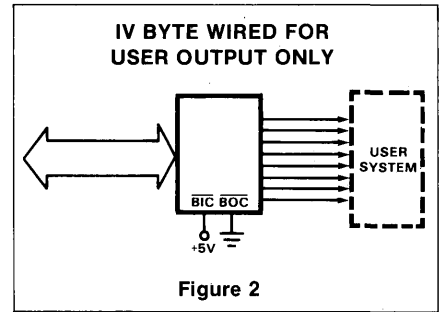 IV BYTE WIRED FOR
USER OUTPUT ONLY
USER
SYSTEM
BIC BOC
+5V
Figure 2